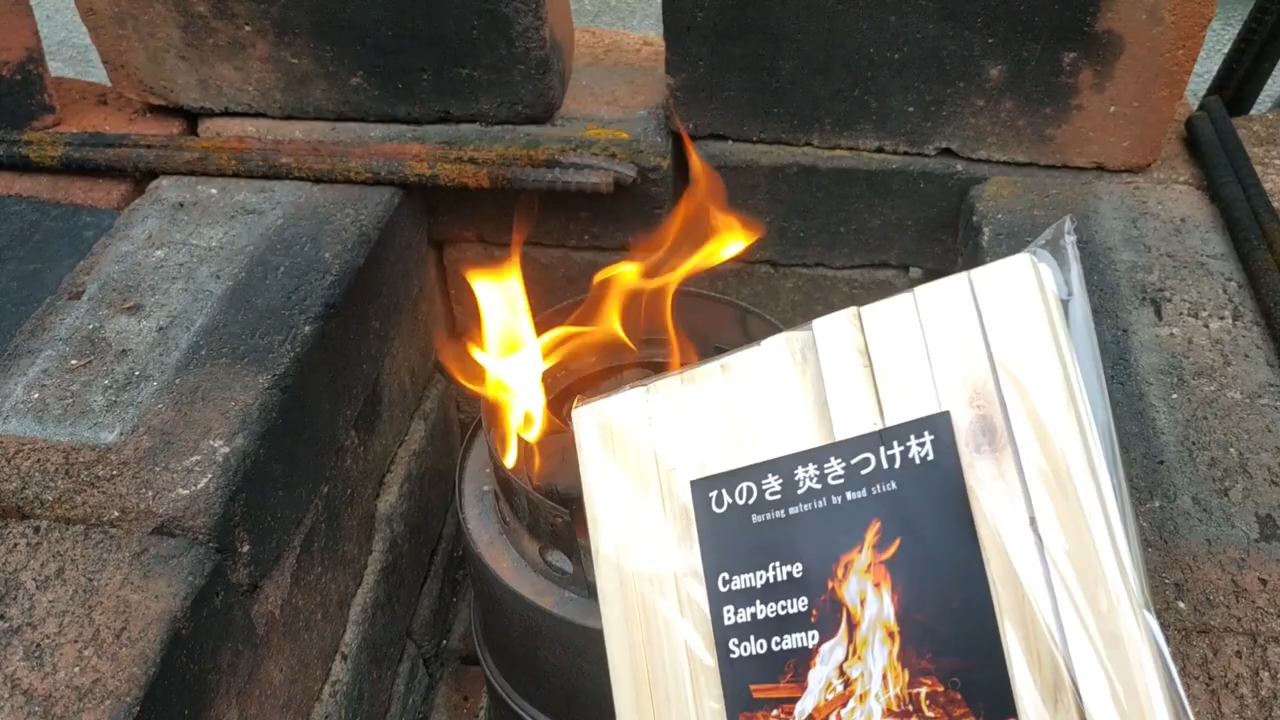 ひのき 焚きつけ材
Burning material by Wood stick
Campfire
Barbecue
Solo camp